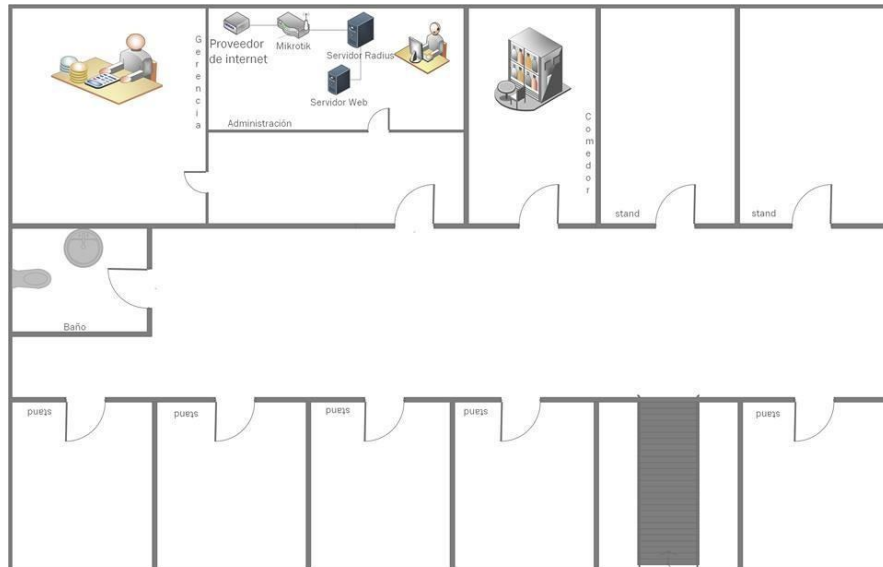 Gerencia
Proveedor
de internet
Mikrotik
Servidor Radius
Servidor Web
Administración
Comedor
stand
stand
Baño
stand
stand
stand
stand
stand